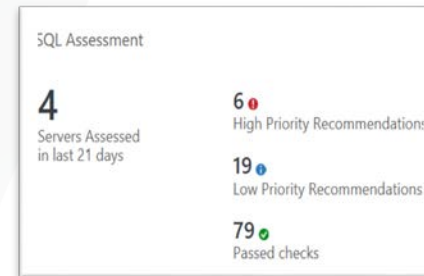 SQL Assessment
4
Servers Assessed
in last 21 days
6
High Priority Recommendations
19
Low Priority Recommendations
79
Passed checks